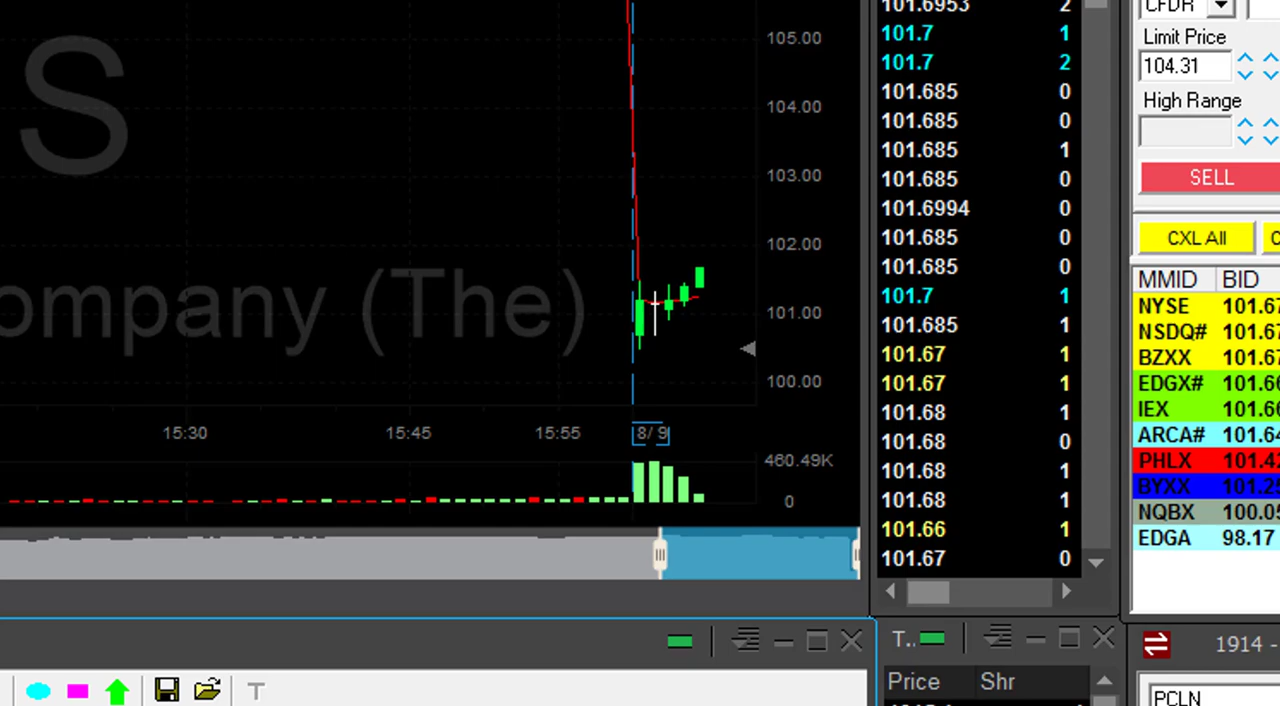 S
ompany (The)
105.00
104.00
103.00
102.00
101.00
100.00
15:30 15:45 15:55 8/ 9
460.49K
0
101.6953 2
101.7 1
101.7 2
101.685 0
101.685 0
101.685 1
101.685 0
101.6994 0
101.685 0
101.685 0
101.7 1
101.685 1
101.67 1
101.67 1
101.68 1
101.68 0
101.68 1
101.68 1
101.66 1
101.67 0
CFDR
Limit Price
104.31
High Range
SELL
CXL All
MMID BID
NYSE 101.67
NSDQ# 101.67
BZXX 101.67
EDGX# 101.66
IEX 101.66
ARCA# 101.64
PHLX 101.42
BYXX 101.25
NQBX 100.05
EDGA 98.17
T..
Price Shr
T
1914 -
PCLN